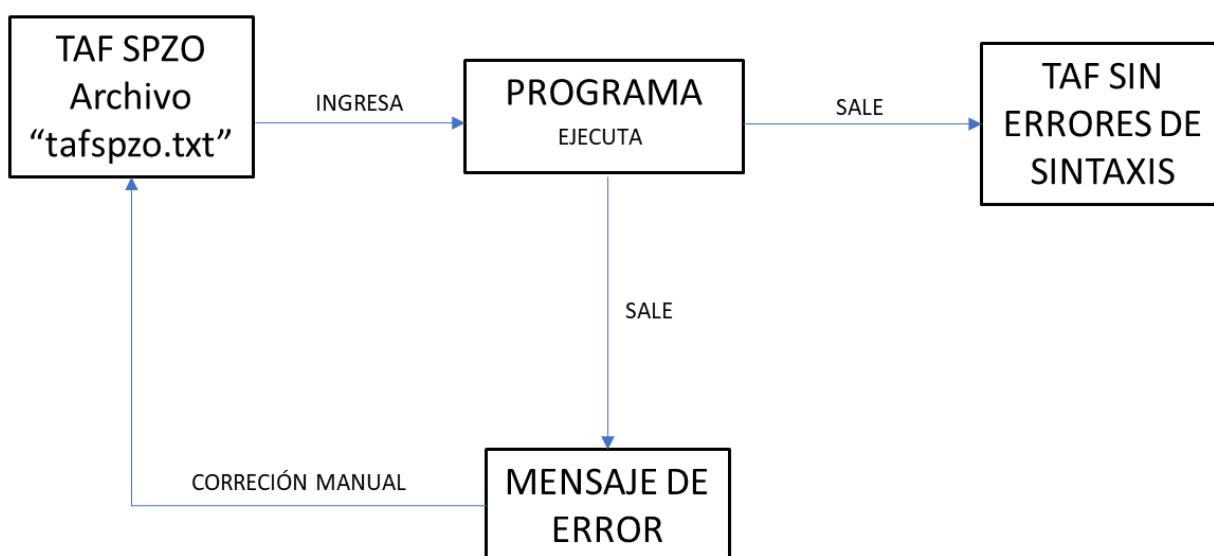 TAF SPZO
Archivo
“tafspzo.txt”
INGRESA
PROGRAMA
EJECUTA
SALE
TAF SIN
ERRORES DE
SINTAXIS
SALE
CORRECIÓN MANUAL
MENSAJE DE
ERROR